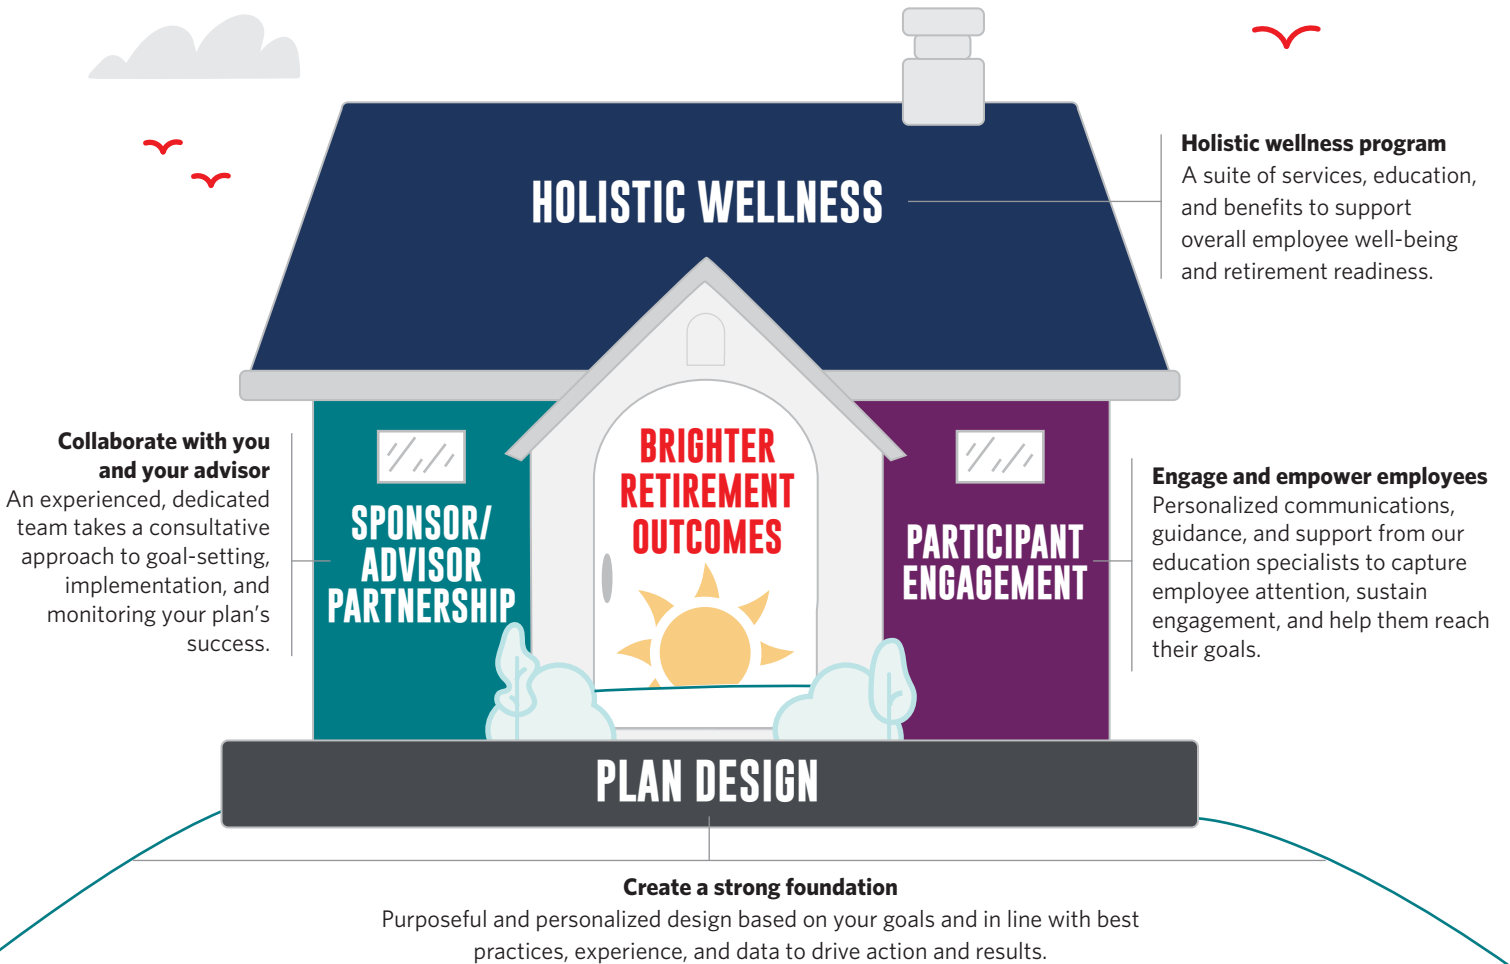 HOLISTIC WELLNESS
Holistic wellness program
A suite of services, education,
and benefits to support
overall employee well-being
and retirement readiness.
Collaborate with you
and your advisor
An experienced, dedicated
team takes a consultative
approach to goal-setting,
implementation, and
monitoring your plan’s
success.
SPONSOR/
ADVISOR
PARTNERSHIP
BRIGHTER
RETIREMENT
OUTCOMES
PARTICIPANT
ENGAGEMENT
Engage and empower employees
Personalized communications,
guidance, and support from our
education specialists to capture
employee attention, sustain
engagement, and help them reach
their goals.
PLAN DESIGN
Create a strong foundation
Purposeful and personalized design based on your goals and in line with best
practices, experience, and data to drive action and results.